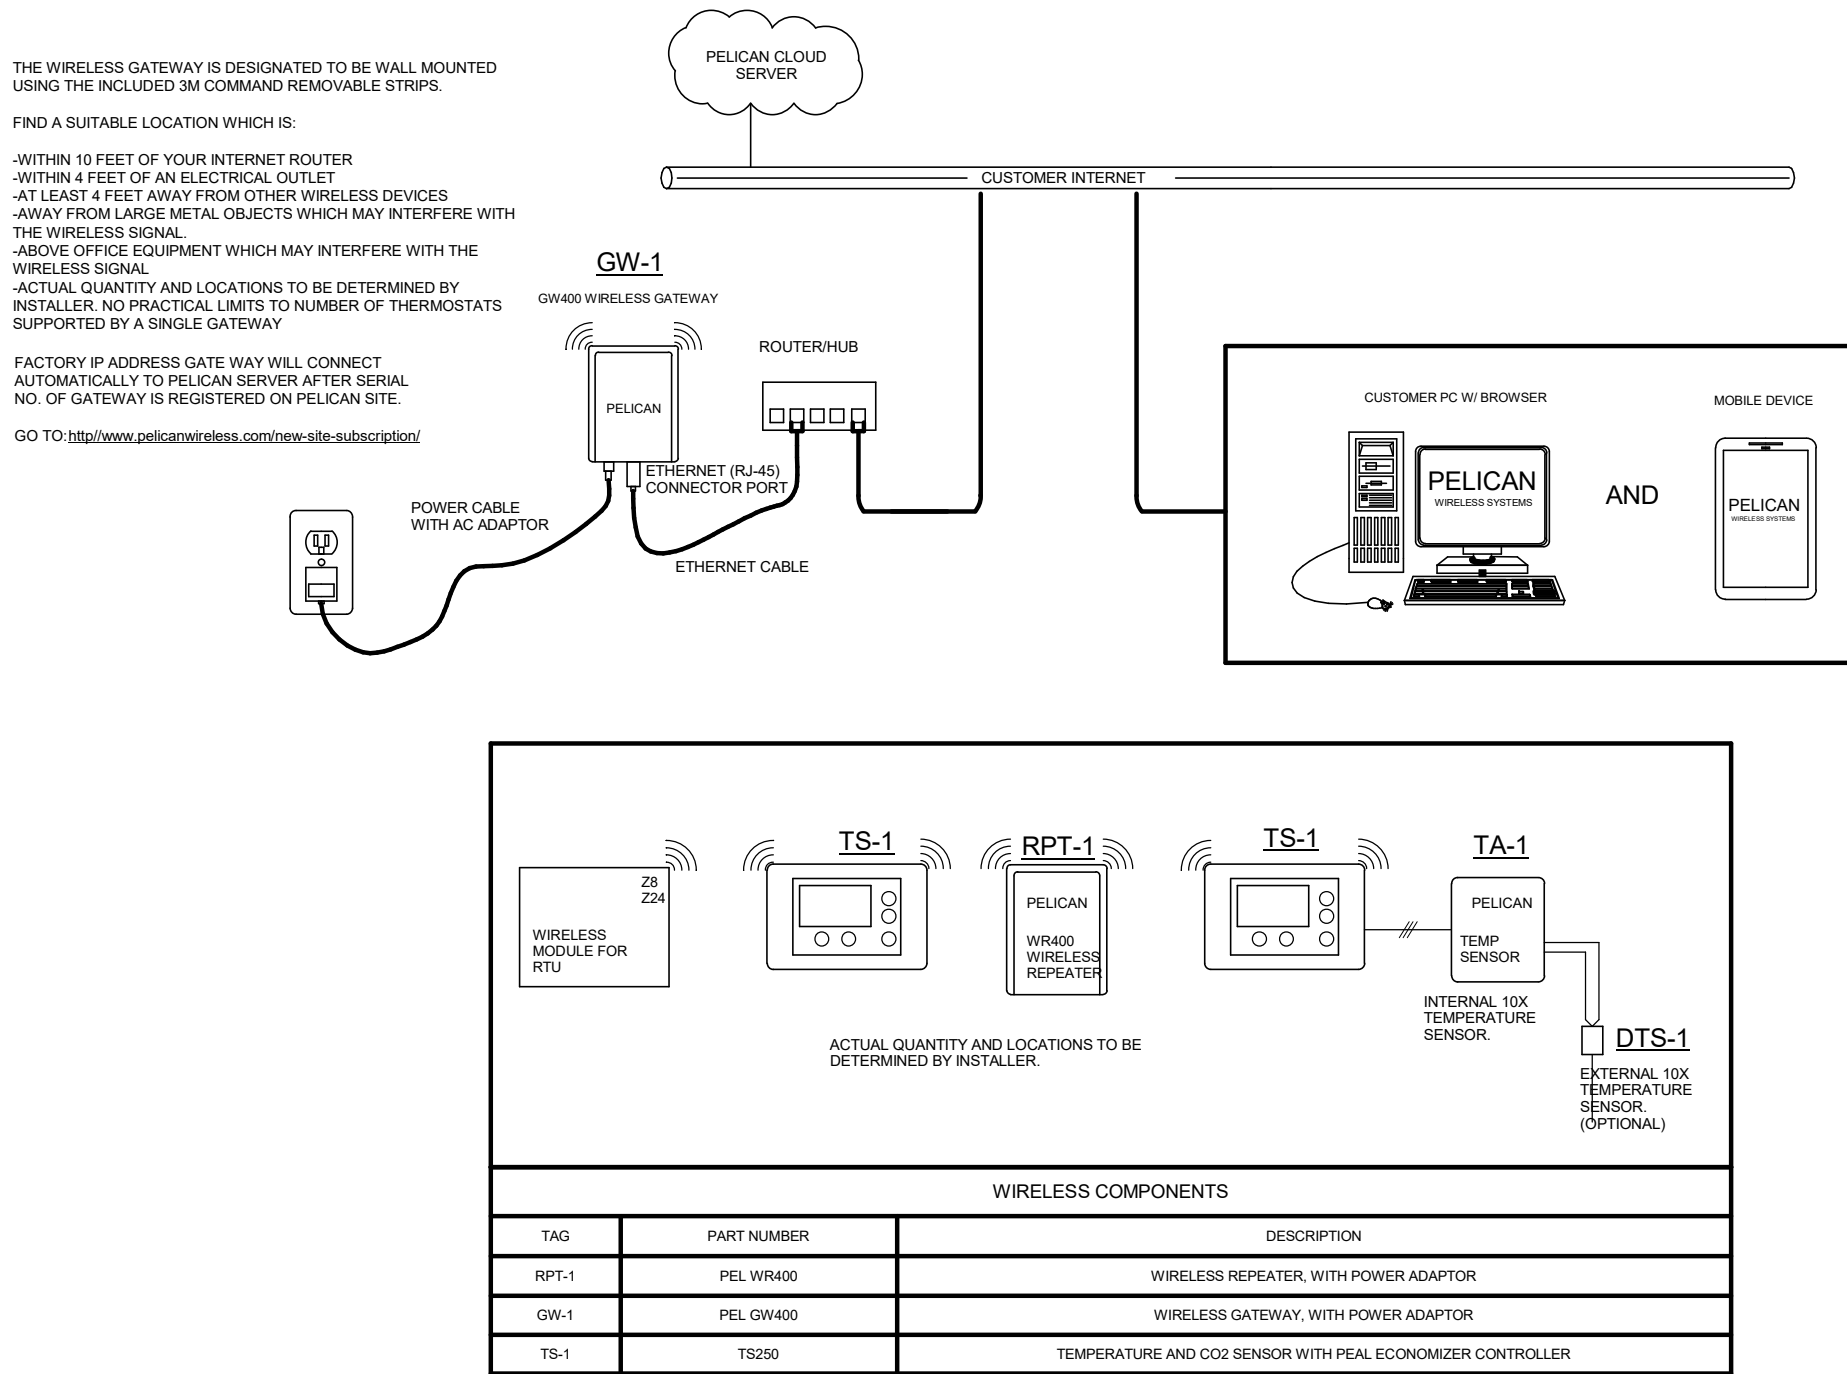 THE WIRELESS GATEWAY IS DESIGNATED TO BE WALL MOUNTED
USING THE INCLUDED 3M COMMAND REMOVABLE STRIPS.
FIND A SUITABLE LOCATION WHICH IS:
-WITHIN 10 FEET OF YOUR INTERNET ROUTER
-WITHIN 4 FEET OF AN ELECTRICAL OUTLET
-AT LEAST 4 FEET AWAY FROM OTHER WIRELESS DEVICES
-AWAY FROM LARGE METAL OBJECTS WHICH MAY INTERFERE WITH
THE WIRELESS SIGNAL.
-ABOVE OFFICE EQUIPMENT WHICH MAY INTERFERE WITH THE
WIRELESS SIGNAL
-ACTUAL QUANTITY AND LOCATIONS TO BE DETERMINED BY
INSTALLER. NO PRACTICAL LIMITS TO NUMBER OF THERMOSTATS
SUPPORTED BY A SINGLE GATEWAY
FACTORY IP ADDRESS GATE WAY WILL CONNECT
AUTOMATICALLY TO PELICAN SERVER AFTER SERIAL
NO. OF GATEWAY IS REGISTERED ON PELICAN SITE.
GO TO:http//www.pelicanwireless.com/new-site-subscription/
PELICAN CLOUD
SERVER
CUSTOMER INTERNET
GW-1
GW400 WIRELESS GATEWAY
PELICAN
ROUTER/HUB
ETHERNET (RJ-45)
CONNECTOR PORT
POWER CABLE
WITH AC ADAPTOR
ETHERNET CABLE
CUSTOMER PC W/ BROWSER
PELICAN
WIRELESS SYSTEMS
AND
MOBILE DEVICE
PELICAN
WIRELESS SYSTEMS
Z8
Z24
WIRELESS
MODULE FOR
RTU
TS-1
RPT-1
PELICAN
WR400
WIRELESS
REPEATER
ACTUAL QUANTITY AND LOCATIONS TO BE
DETERMINED BY INSTALLER.
TS-1
TA-1
PELICAN
TEMP
SENSOR
INTERNAL 10X
TEMPERATURE
SENSOR.
DTS-1
EXTERNAL 10X
TEMPERATURE
SENSOR.
(OPTIONAL)
WIRELESS COMPONENTS
TAG PART NUMBER DESCRIPTION
RPT-1 PEL WR400 WIRELESS REPEATER, WITH POWER ADAPTOR
GW-1 PEL GW400 WIRELESS GATEWAY, WITH POWER ADAPTOR
TS-1 TS250 TEMPERATURE AND CO2 SENSOR WITH PEAL ECONOMIZER CONTROLLER